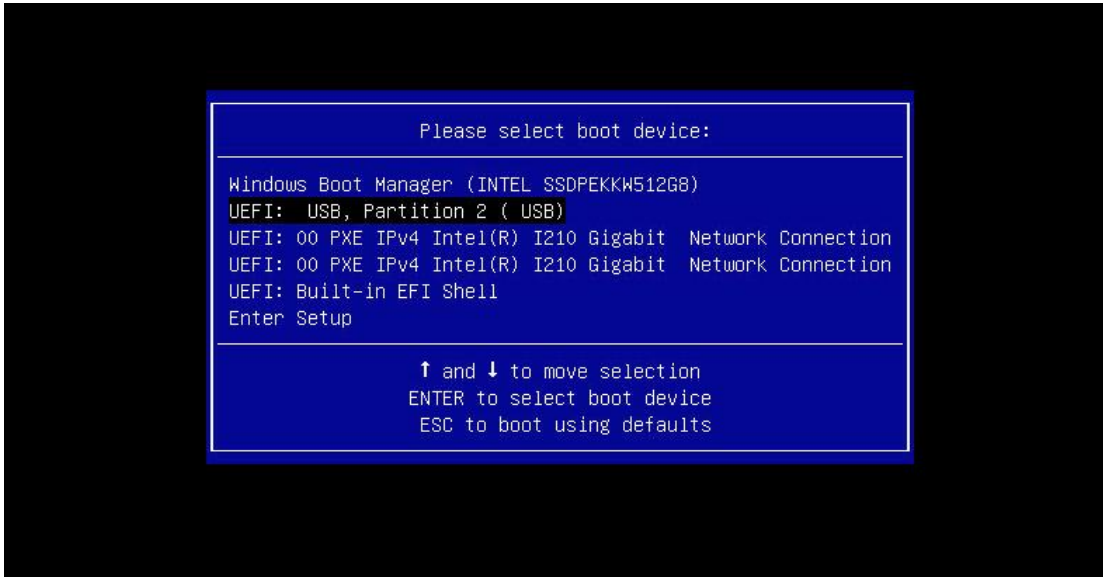 Please select boot device:
Windows Boot Manager (INTEL SSDPEKKW512G8)
UEFI:  USB, Partition 2 ( USB)
UEFI: 00 PXE IPv4 Intel(R) I210 Gigabit  Network Connection
UEFI: 00 PXE IPv4 Intel(R) I210 Gigabit  Network Connection
UEFI: Built-in EFI Shell
Enter Setup
↑ and ↓ to move selection
ENTER to select boot device
ESC to boot using defaults